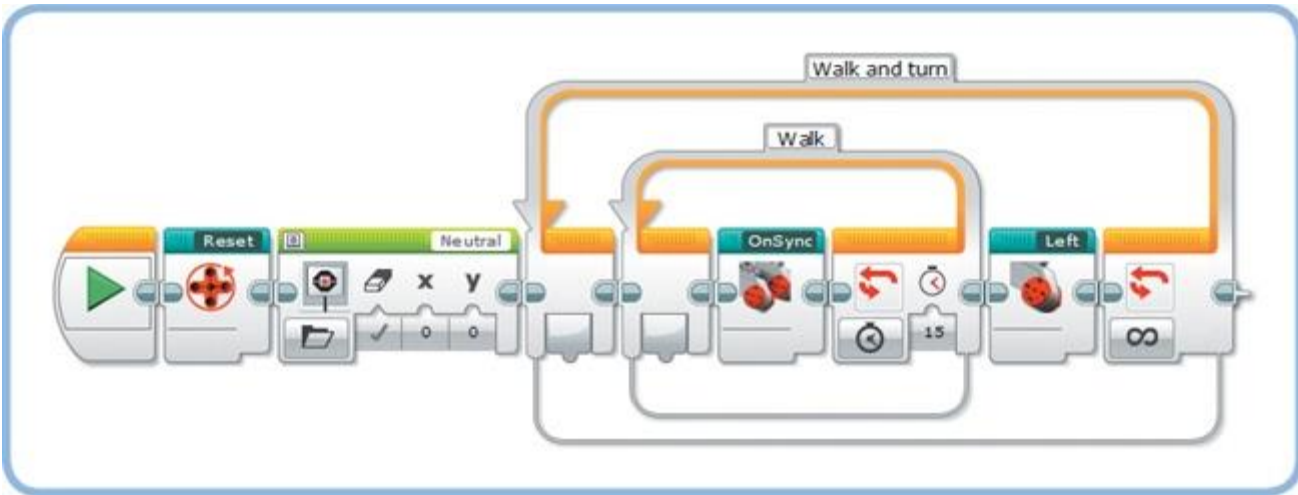 Walk and turn
Walk
Reset
Neutral
OnSync
Left
x y
0 0
15
∞